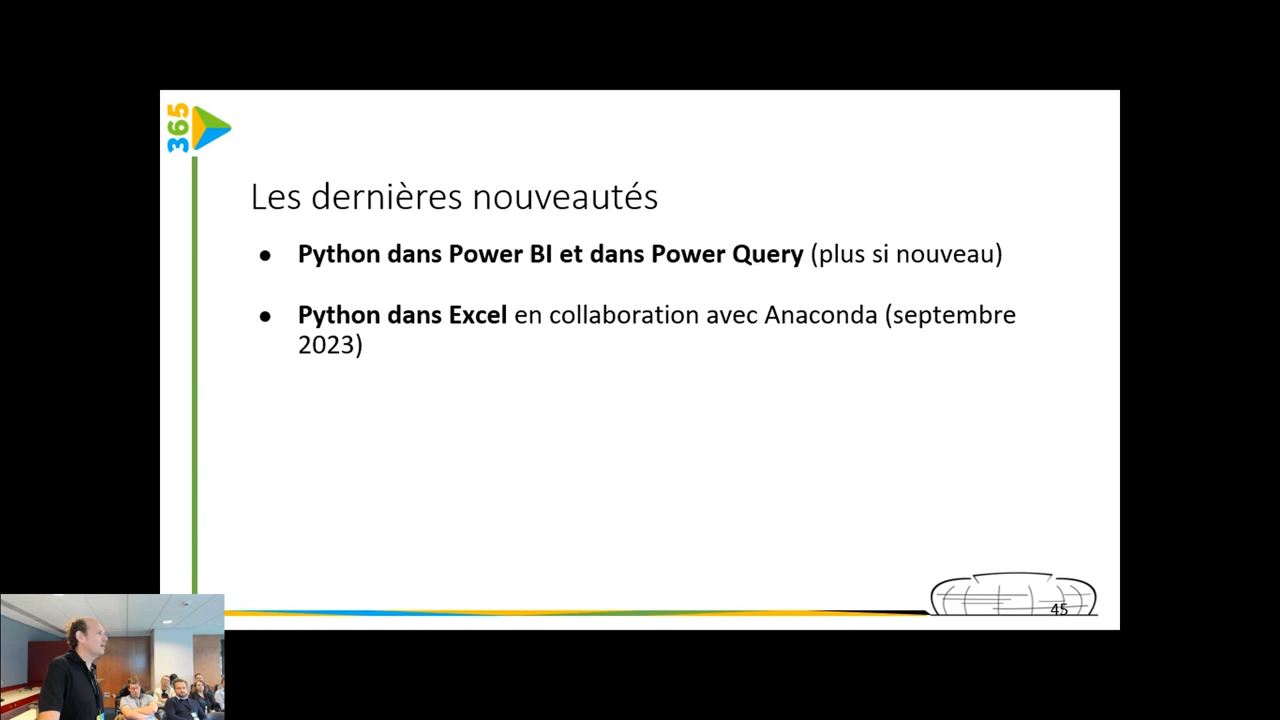 365
Les dernières nouveautés
● Python dans Power BI et dans Power Query (plus si nouveau)
● Python dans Excel en collaboration avec Anaconda (septembre
2023)
45